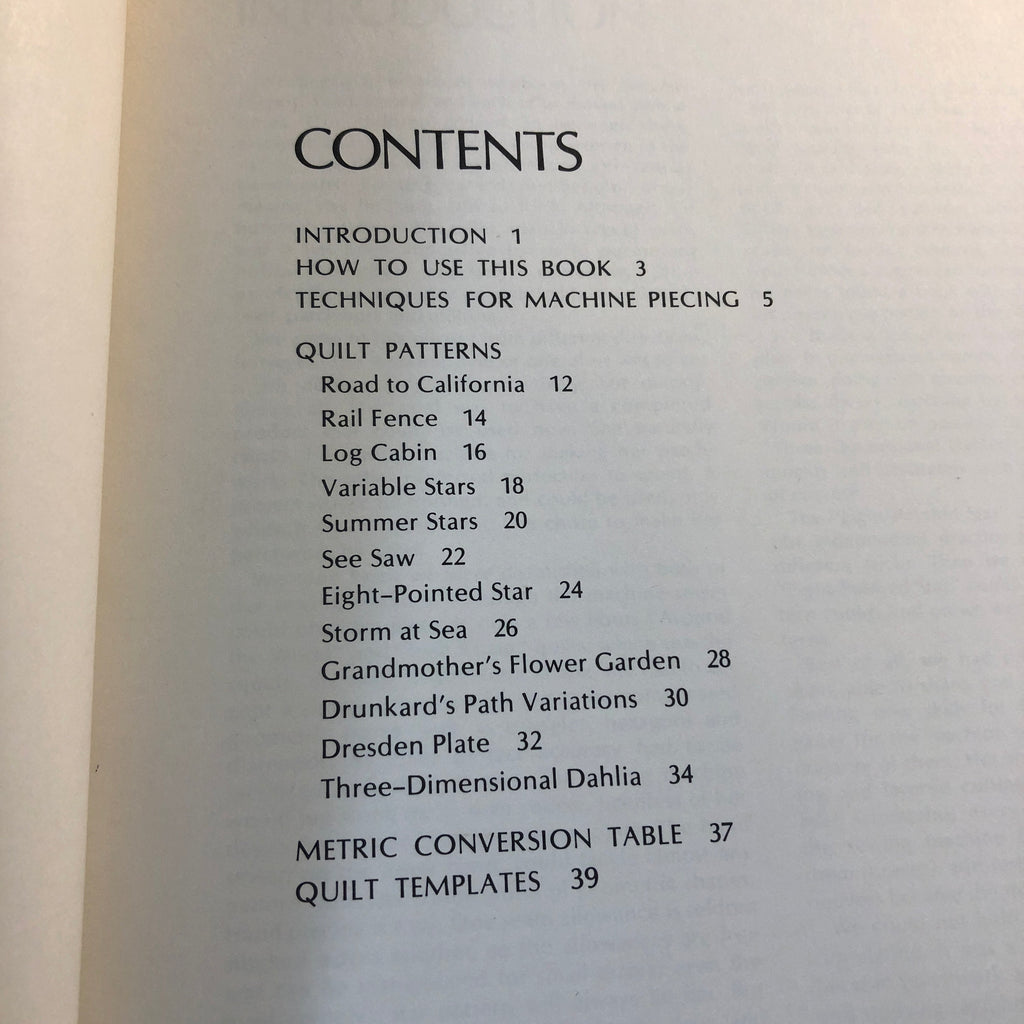 CONTENTS
INTRODUCTION 1
HOW TO USE THIS BOOK 3
TECHNIQUES FOR MACHINE PIECING 5
QUILT PATTERNS
Road to California 12
Rail Fence 14
Log Cabin 16
Variable Stars 18
Summer Stars 20
See Saw 22
Eight-Pointed Star 24
Storm at Sea 26
Grandmother's Flower Garden 28
Drunkard's Path Variations 30
Dresden Plate 32
Three-Dimensional Dahlia 34
METRIC CONVERSION TABLE 37
QUILT TEMPLATES 39